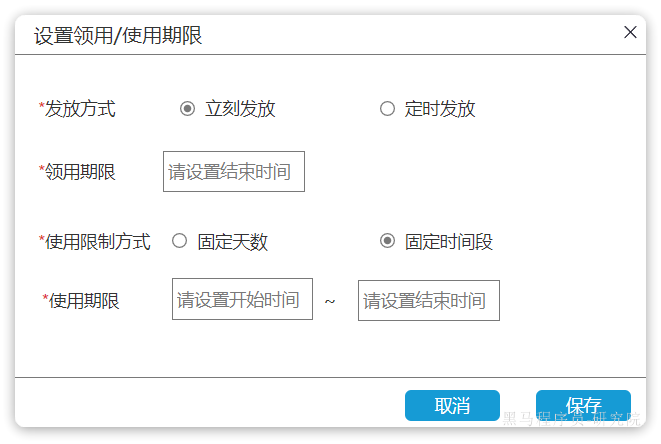 设置领用/使用期限
*发放方式 立刻发放 定时发放
*领用期限 请设置结束时间
*使用限制方式 固定天数 固定时间段
*使用期限 请设置开始时间 ~ 请设置结束时间
取消 保存
黑马程序员-研究院